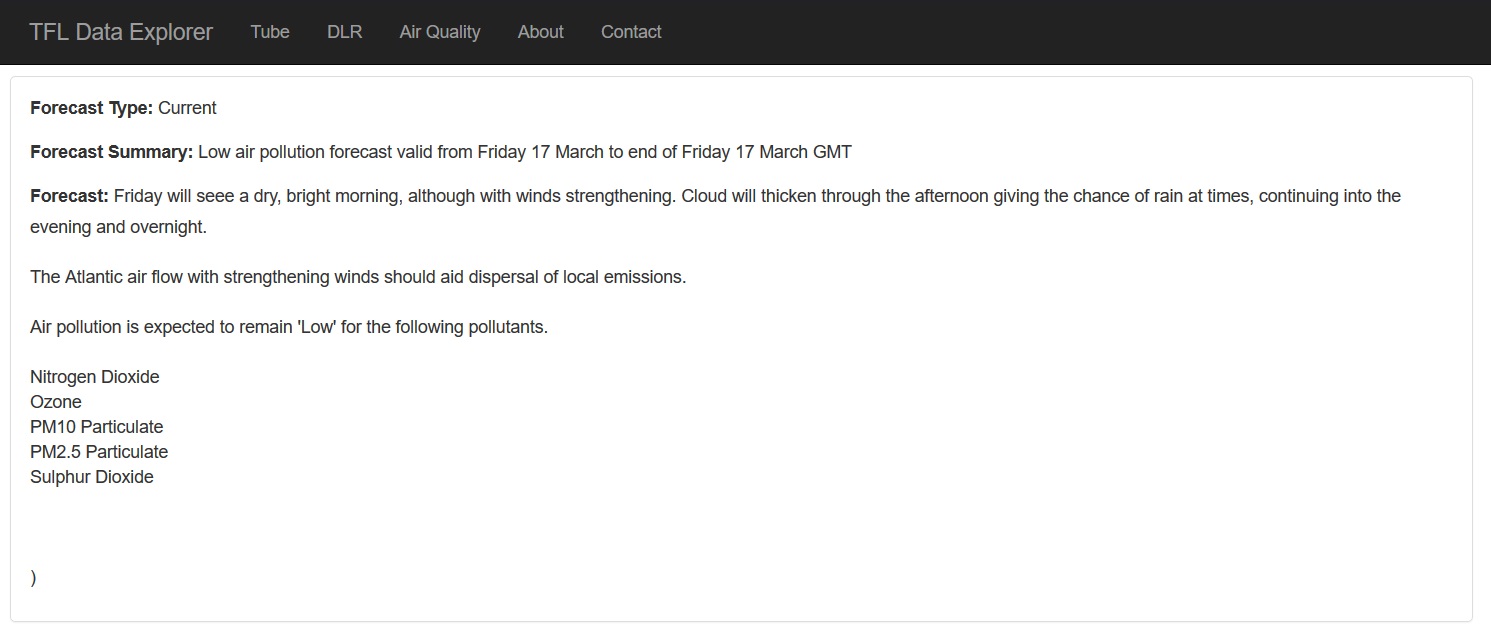 TFL Data Explorer Tube DLR Air Quality About Contact
Forecast Type: Current
Forecast Summary: Low air pollution forecast valid from Friday 17 March to end of Friday 17 March GMT
Forecast: Friday will seee a dry, bright morning, although with winds strengthening. Cloud will thicken through the afternoon giving the chance of rain at times, continuing into the
evening and overnight.
The Atlantic air flow with strengthening winds should aid dispersal of local emissions.
Air pollution is expected to remain 'Low' for the following pollutants.
Nitrogen Dioxide
Ozone
PM10 Particulate
PM2.5 Particulate
Sulphur Dioxide
)